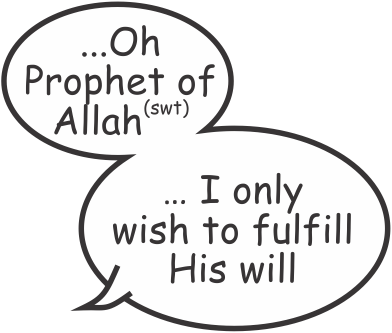 ...Oh
Prophet of
Allah(swt)
... I only
wish to fulfill
His will